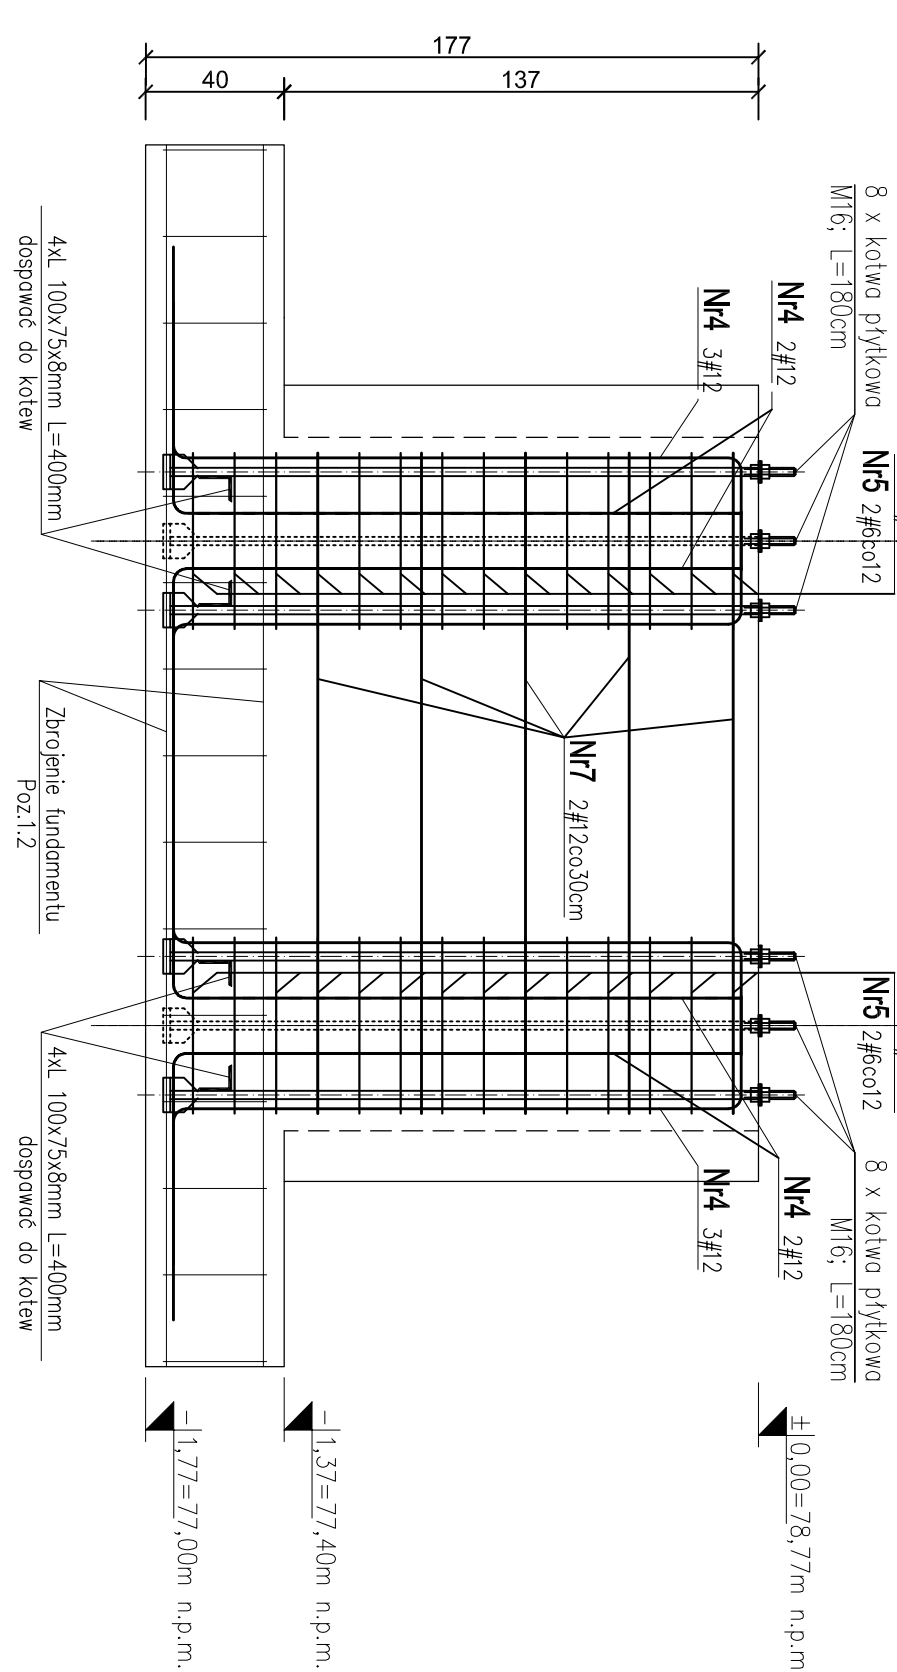 177
40
137
8 x kotwa płytkowa
M16; L=180cm
Nr4 2#12
Nr4 3#12
Nr5 2#6co12
4xL 100x75x8mm L=400mm
dospawać do kotew
Zbrojenie fundamentu
Poz.1.2
Nr7 2#12co30cm
Nr5 2#6co12
8 x kotwa płytkowa
M16; L=180cm
Nr4 2#12
Nr4 3#12
4xL 100x75x8mm L=400mm
dospawać do kotew
±0,00=78,77m n.p.m
-1,37=77,40m n.p.m.
-1,77=77,00m n.p.m.